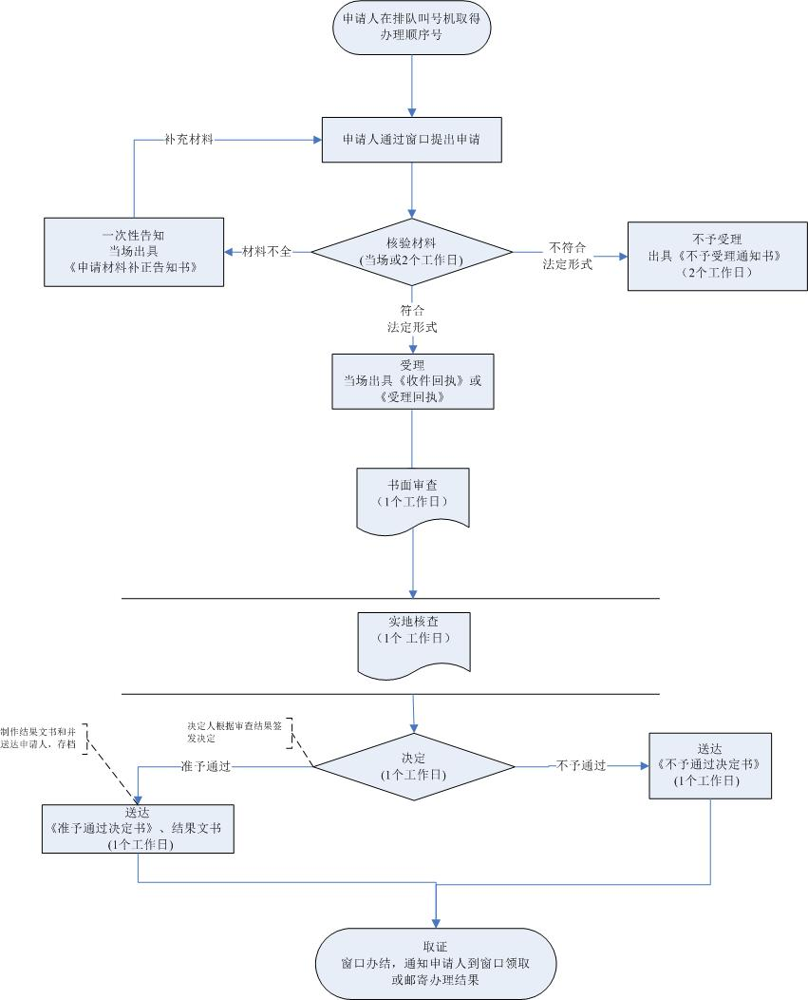 申请人在排队叫号机取得
办理顺序号
补充材料
申请人通过窗口提出申请
一次性告知
当场出具
《申请材料补正告知书》
材料不全
核验材料
(当场或2个工作日)
不符合
法定形式
不予受理
出具《不予受理通知书》
（2个工作日）
符合
法定形式
受理
当场出具《收件回执》或
《受理回执》
书面审查
（1个工作日）
实地核查
（1个 工作日）
制作结果文书和并
送达申请人，存档
决定人根据审查结果签
发决定
准予通过
决定
(1个工作日)
不予通过
送达
《不予通过决定书》
(1个工作日)
送达
《准予通过决定书》、结果文书
(1个工作日)
取证
窗口办结，通知申请人到窗口领取
或邮寄办理结果